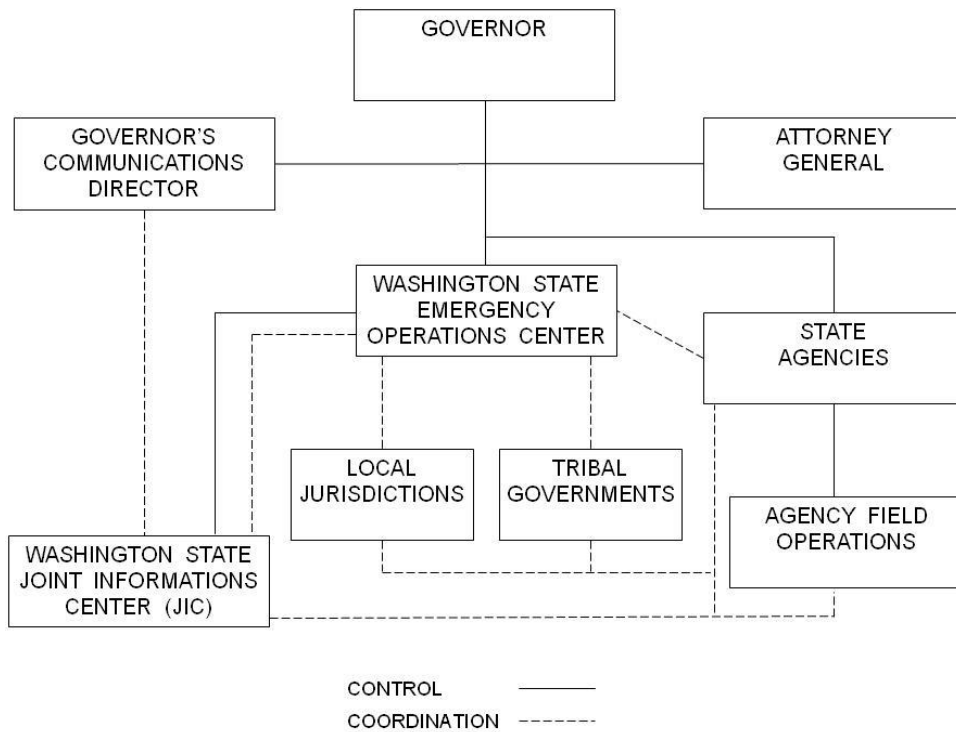 GOVERNOR
GOVERNOR'S
COMMUNICATIONS
DIRECTOR
ATTORNEY
GENERAL
WASHINGTON STATE
EMERGENCY
OPERATIONS CENTER
STATE
AGENCIES
LOCAL
JURISDICTIONS
TRIBAL
GOVERNMENTS
AGENCY FIELD
OPERATIONS
WASHINGTON STATE
JOINT INFORMATIONS
CENTER (JIC)
CONTROL
COORDINATION